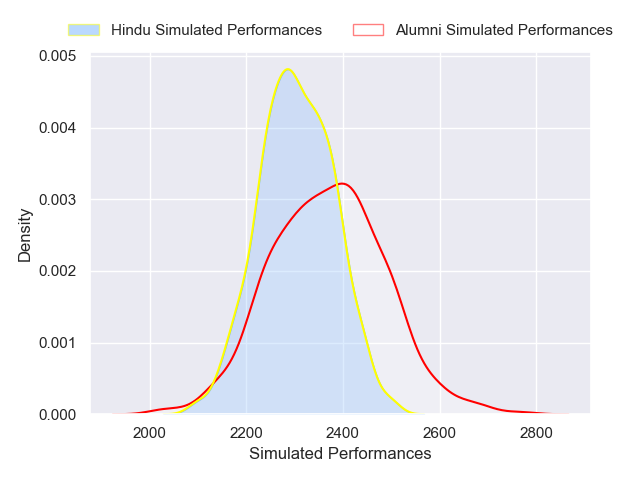 Hindu Simulated Performances Alumni Simulated Performances
0.005
0.004
0.003
0.002
0.001
0.000
Density
2000 2200 2400 2600 2800
Simulated Performances